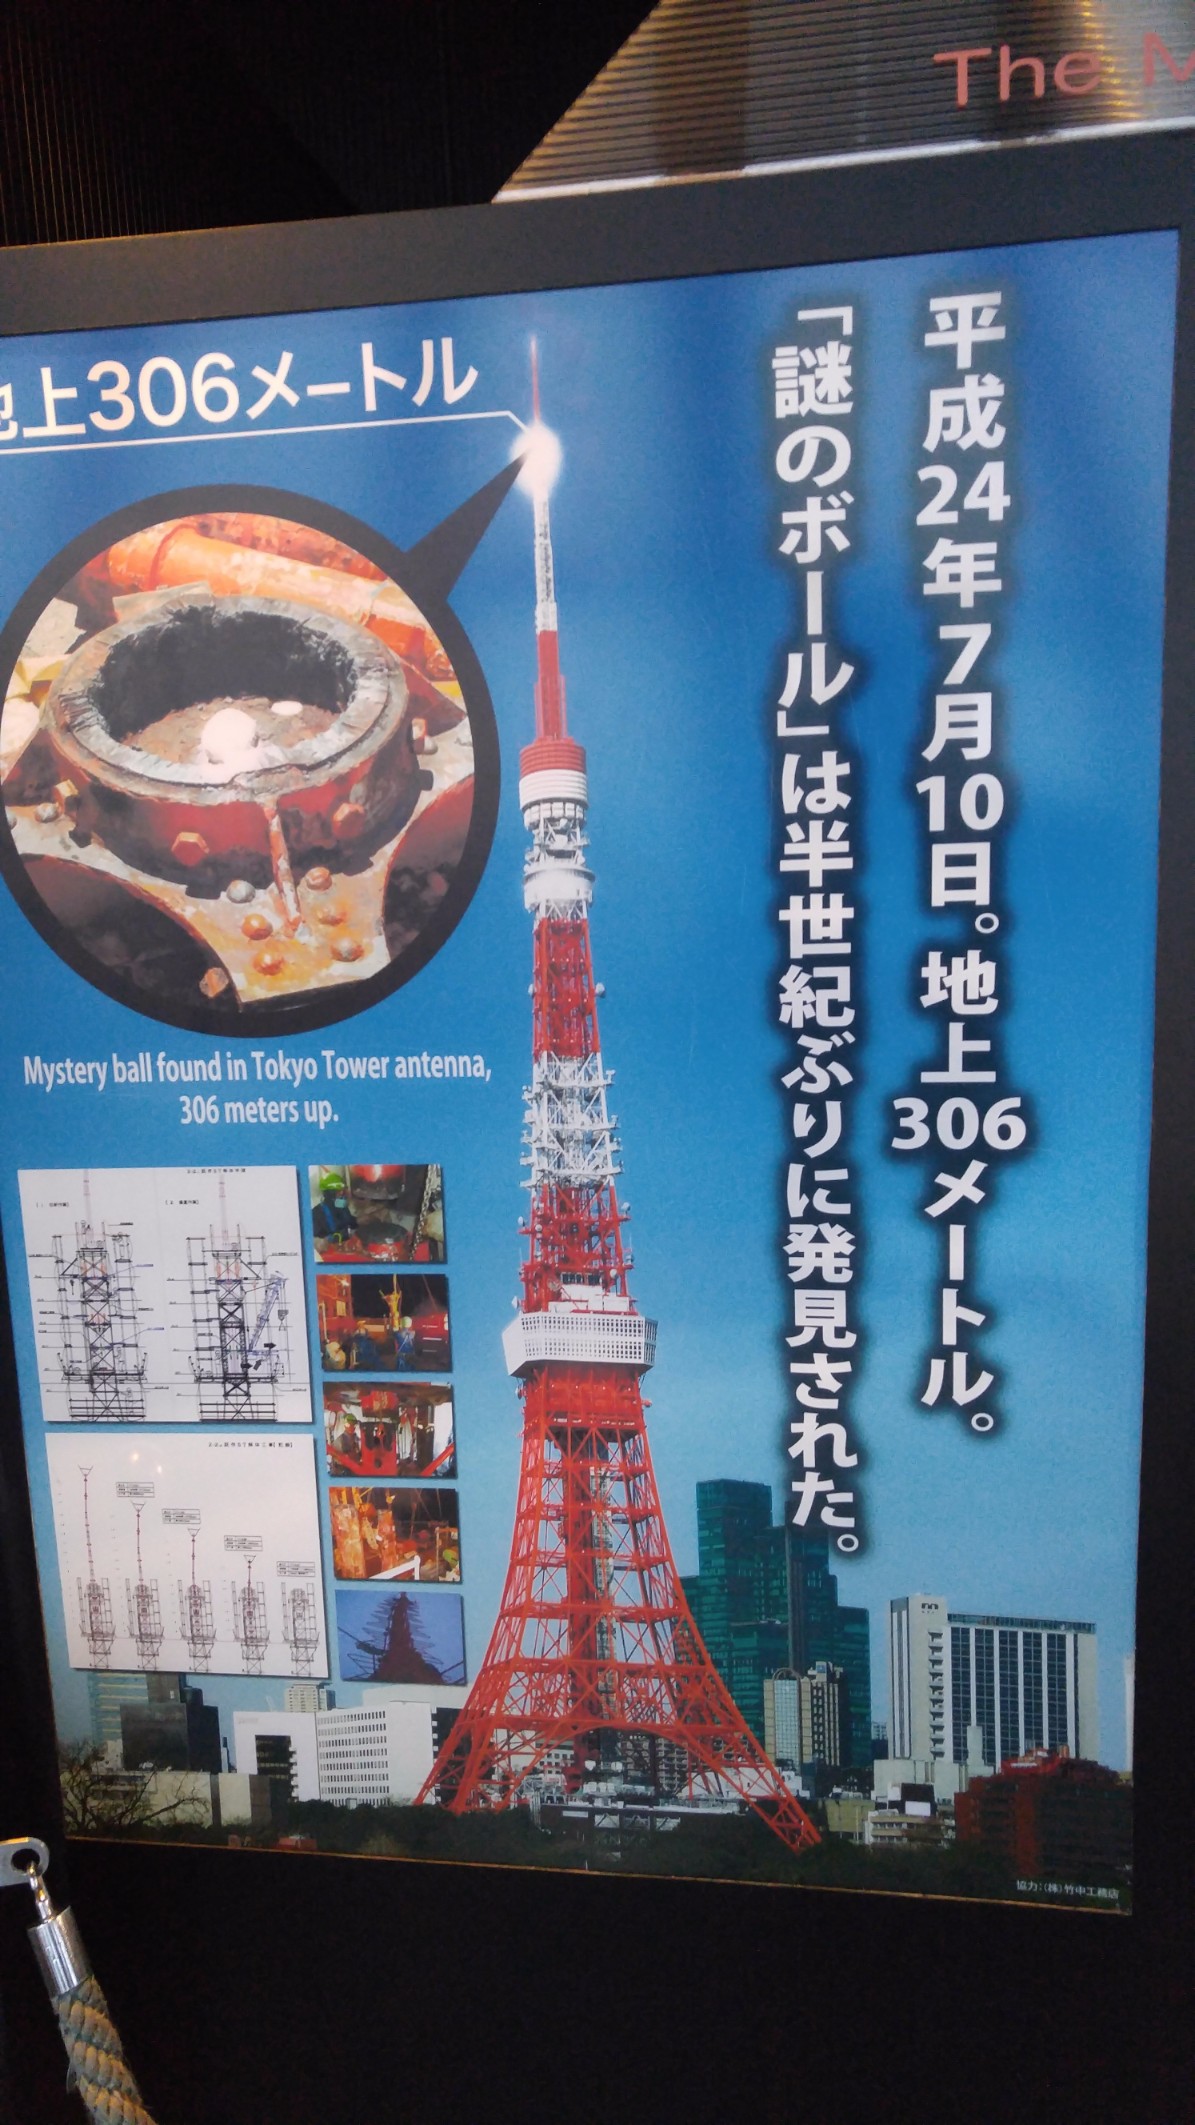 The
平成24年7月10日。地上306メートル。
「謎のボール」は半世紀ぶりに発見された。
地上306メートル
Mystery ball found in Tokyo Tower antenna,
306 meters up.
協力:(株)竹中工務店